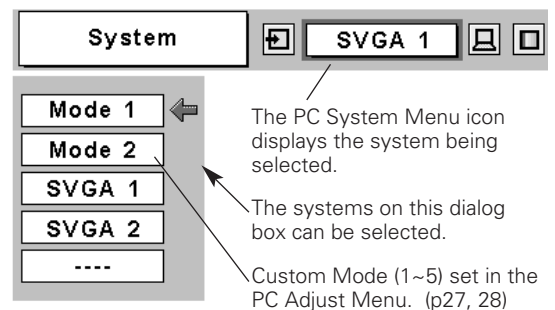 System
SVGA 1
Mode 1
Mode 2
SVGA 1
SVGA 2
----
The PC System Menu icon
displays the system being
selected.
The systems on this dialog
box can be selected.
Custom Mode (1~5) set in the
PC Adjust Menu.  (p27, 28)